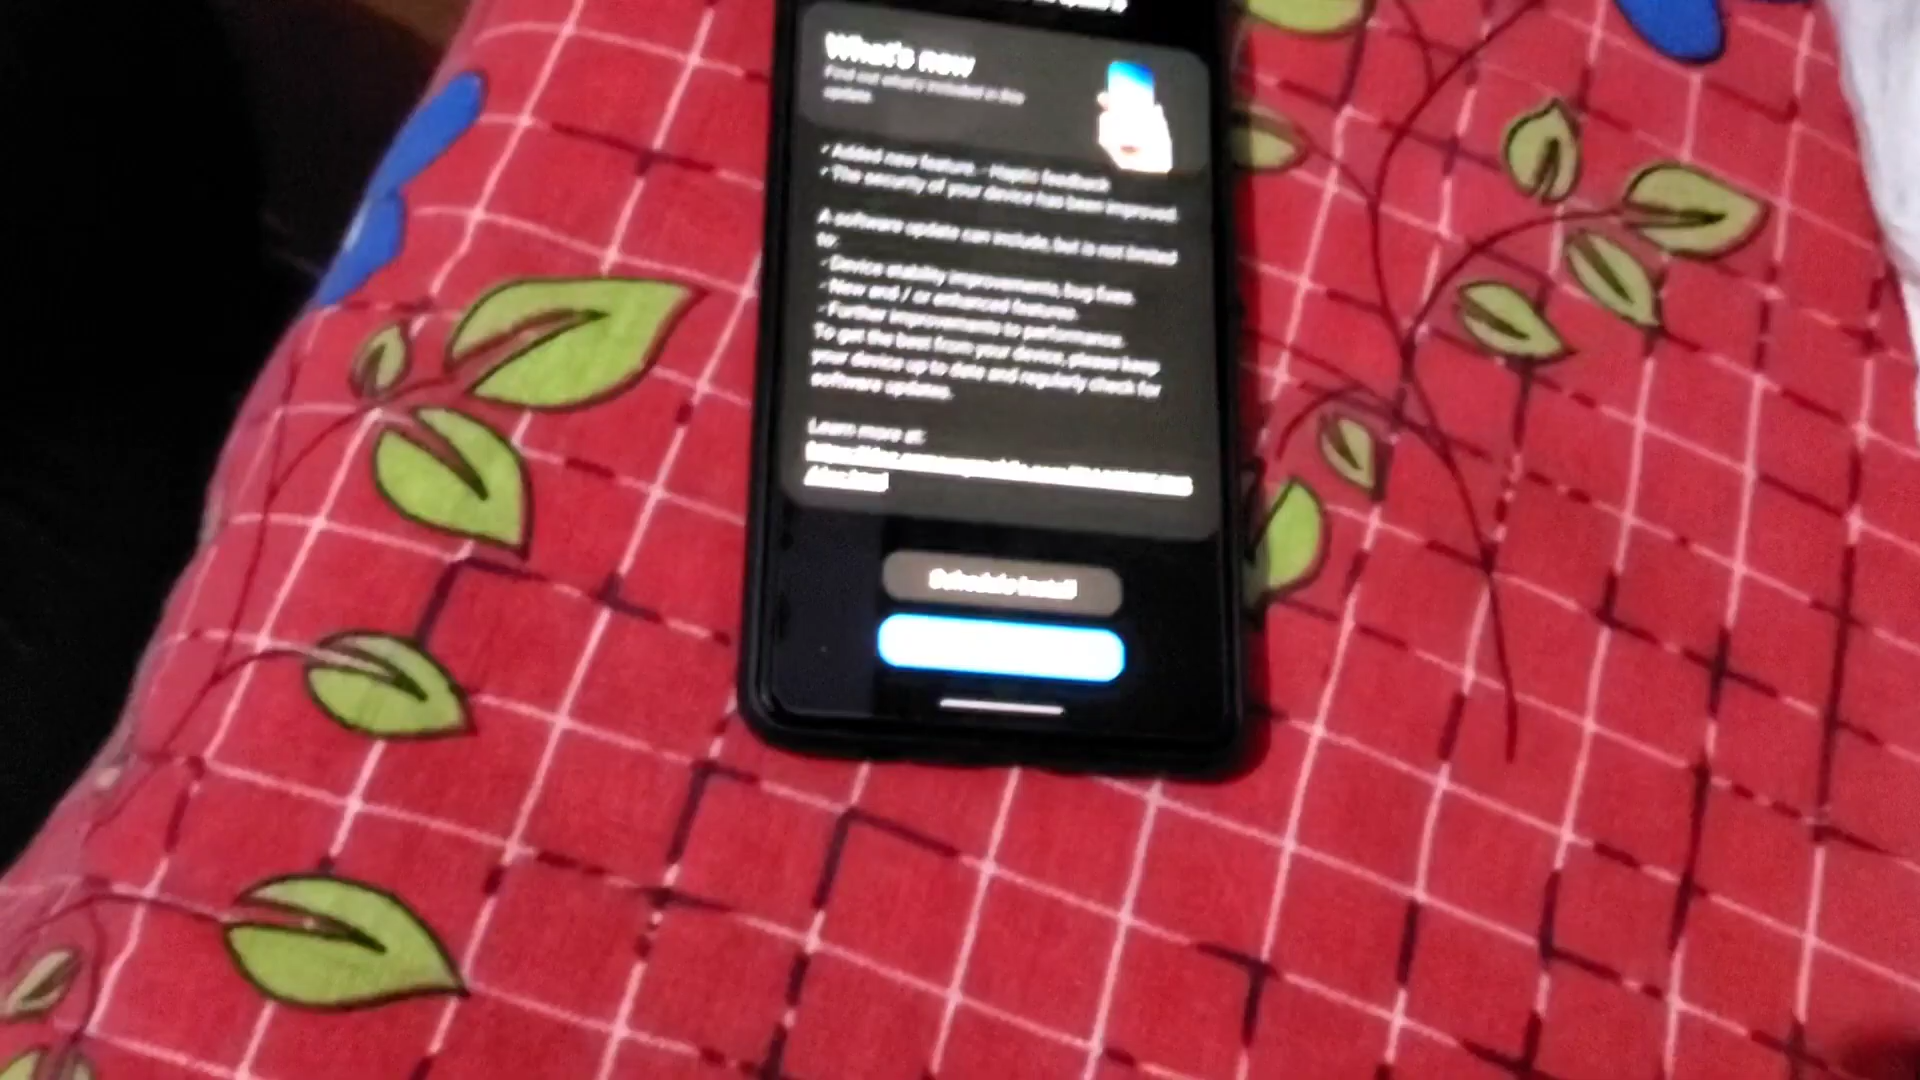 What's new
Find out what's included in this
update.
- Added new feature. - Haptic feedback
- The security of your device has been improved.
A software update can include, but is not limited
to:
- Device stability improvements, bug fixes.
- New and / or enhanced features.
- Further improvements to performance.
To get the best from your device, please keep
your device up to date and regularly check for
software updates.
Learn more at:
Schedule install